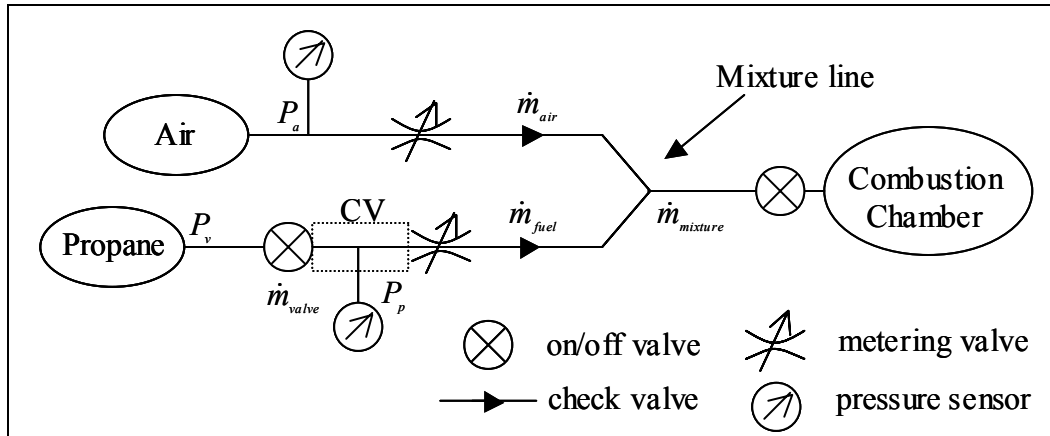 Mixture line
P_a
ṁ_air
Air
Combustion
Chamber
CV
Propane
P_v
ṁ_fuel
ṁ_mixture
ṁ_valve
P_p
on/off valve
metering valve
check valve
pressure sensor